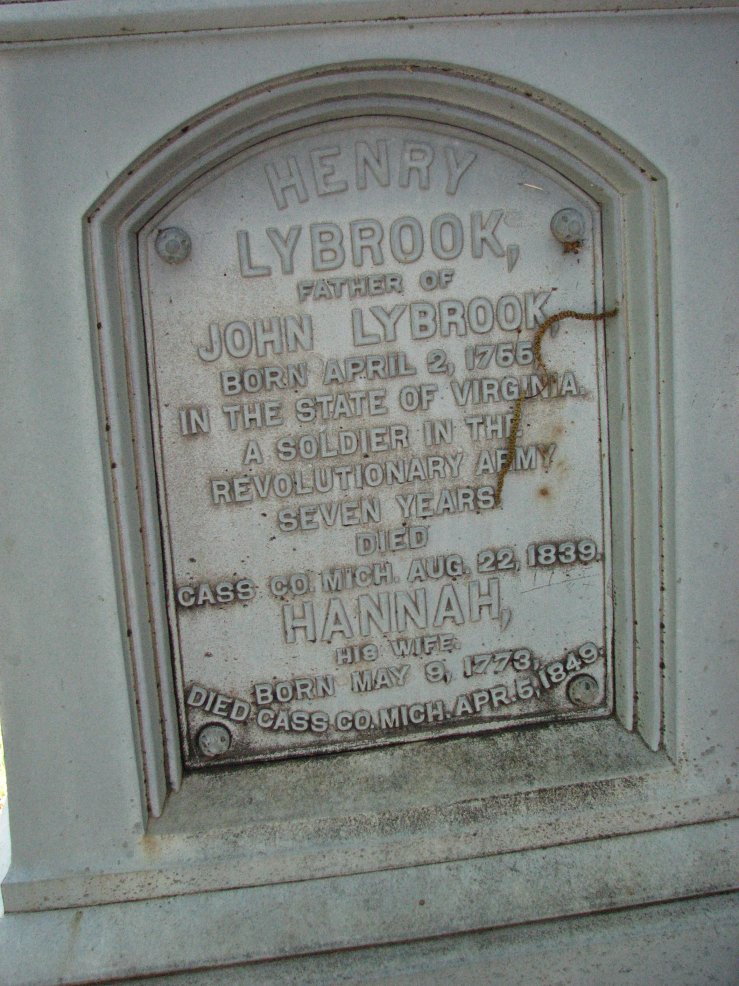 HENRY
LYBROOK,
FATHER OF
JOHN LYBROOK,
BORN APRIL 2, 1755
IN THE STATE OF VIRGINIA.
A SOLDIER IN THE
REVOLUTIONARY ARMY
SEVEN YEARS.
DIED
CASS CO. MICH. AUG. 22, 1839.
HANNAH,
HIS WIFE.
BORN MAY 9, 1773,
DIED CASS CO. MICH. APR. 5, 1849.